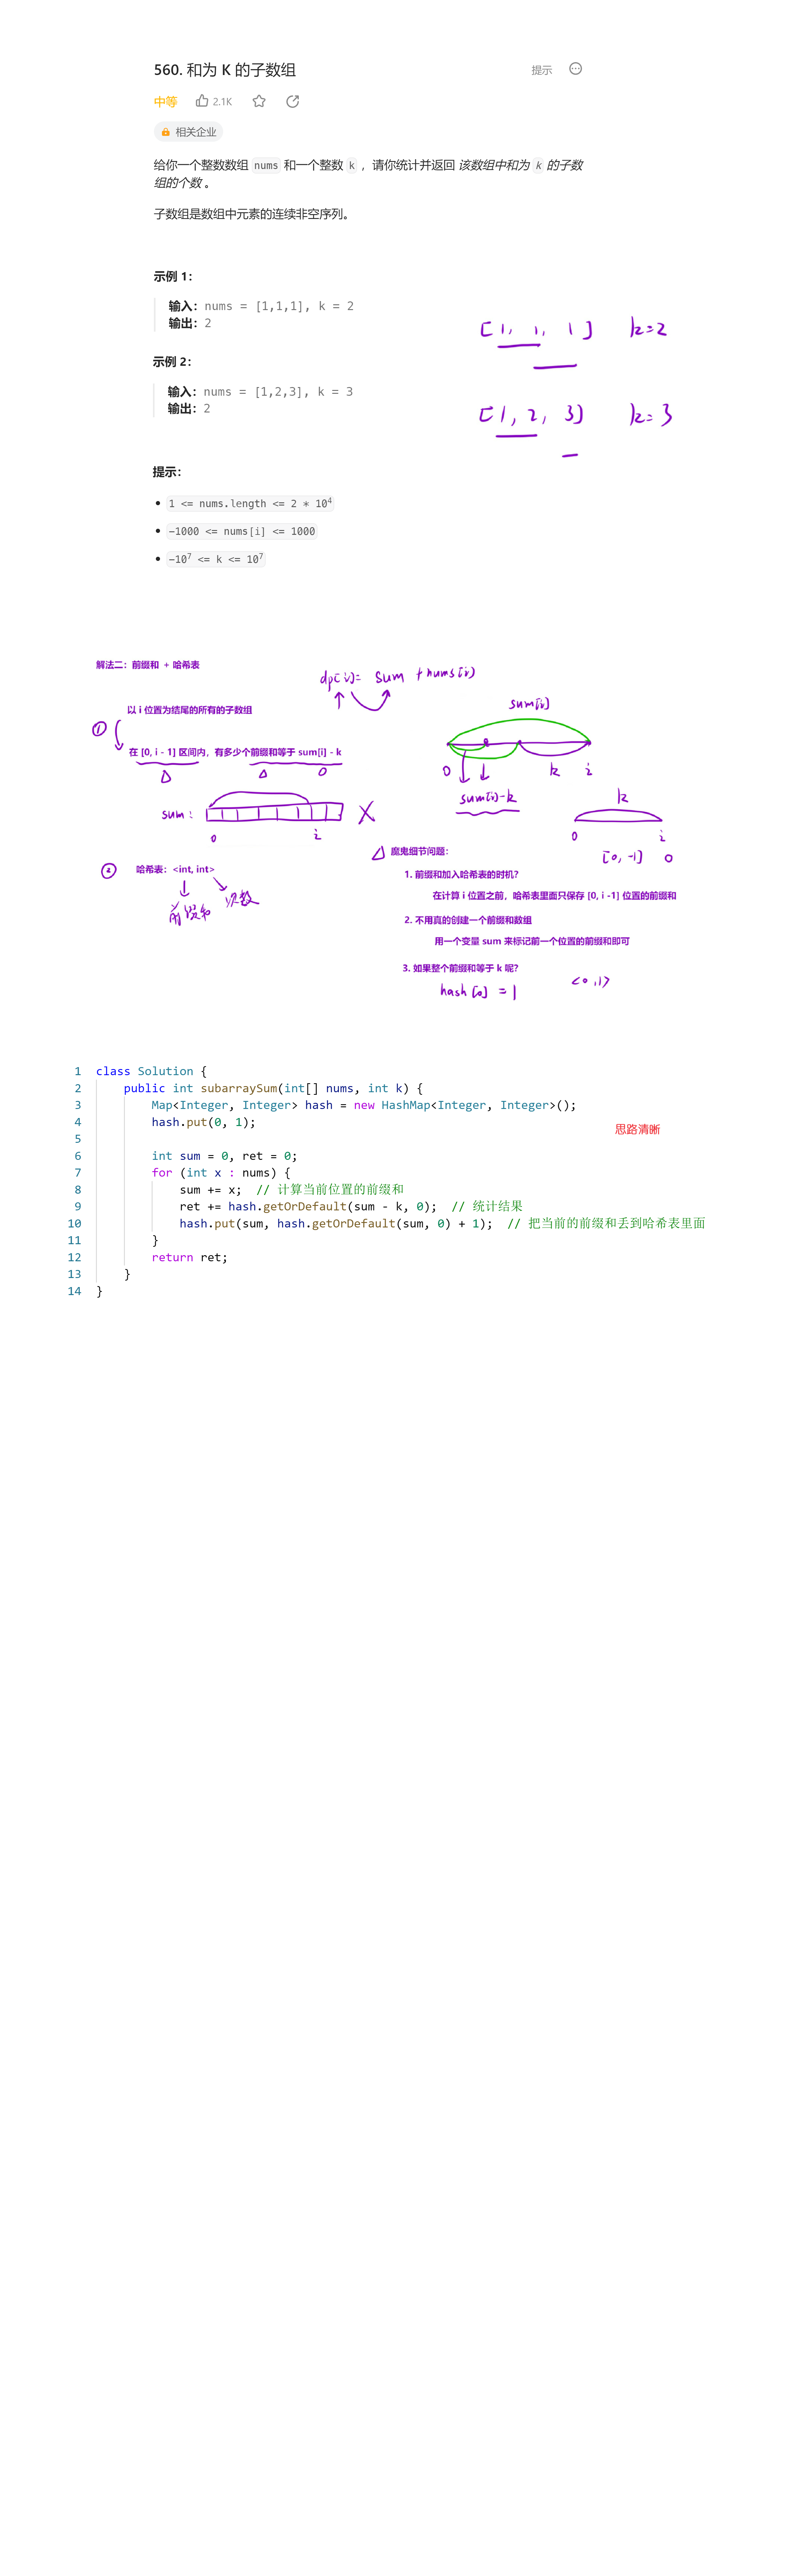 560. 和为 K 的子数组
提示
中等 2.1K
相关企业
给你一个整数数组 nums 和一个整数 k ，请你统计并返回 该数组中和为 k 的子数
组的个数 。
子数组是数组中元素的连续非空序列。
示例 1：
输入：nums = [1,1,1], k = 2
输出：2
[1, 1, 1] k=2
示例 2：
输入：nums = [1,2,3], k = 3
输出：2
[1, 2, 3] k=3
提示：
1 <= nums.length <= 2 * 10⁴
-1000 <= nums[i] <= 1000
-10⁷ <= k <= 10⁷
解法二：前缀和 + 哈希表
dp[i]= sum + nums[i]
① 以 i 位置为结尾的所有的子数组
在 [0, i - 1] 区间内，有多少个前缀和等于 sum[i] - k
sum[i]
0 k i
sum[i]-k
sum : X
0 i
k
0 i
[0, -1] 0
② 哈希表：<int, int>
前缀和 次数
魔鬼细节问题：
1. 前缀和加入哈希表的时机？
在计算 i 位置之前，哈希表里面只保存 [0, i -1] 位置的前缀和
2. 不用真的创建一个前缀和数组
用一个变量 sum 来标记前一个位置的前缀和即可
3. 如果整个前缀和等于 k 呢？
hash[0] = 1 <0,1>
1 class Solution {
2 public int subarraySum(int[] nums, int k) {
3 Map<Integer, Integer> hash = new HashMap<Integer, Integer>();
4 hash.put(0, 1);
思路清晰
5
6 int sum = 0, ret = 0;
7 for (int x : nums) {
8 sum += x; // 计算当前位置的前缀和
9 ret += hash.getOrDefault(sum - k, 0); // 统计结果
10 hash.put(sum, hash.getOrDefault(sum, 0) + 1); // 把当前的前缀和丢到哈希表里面
11 }
12 return ret;
13 }
14 }